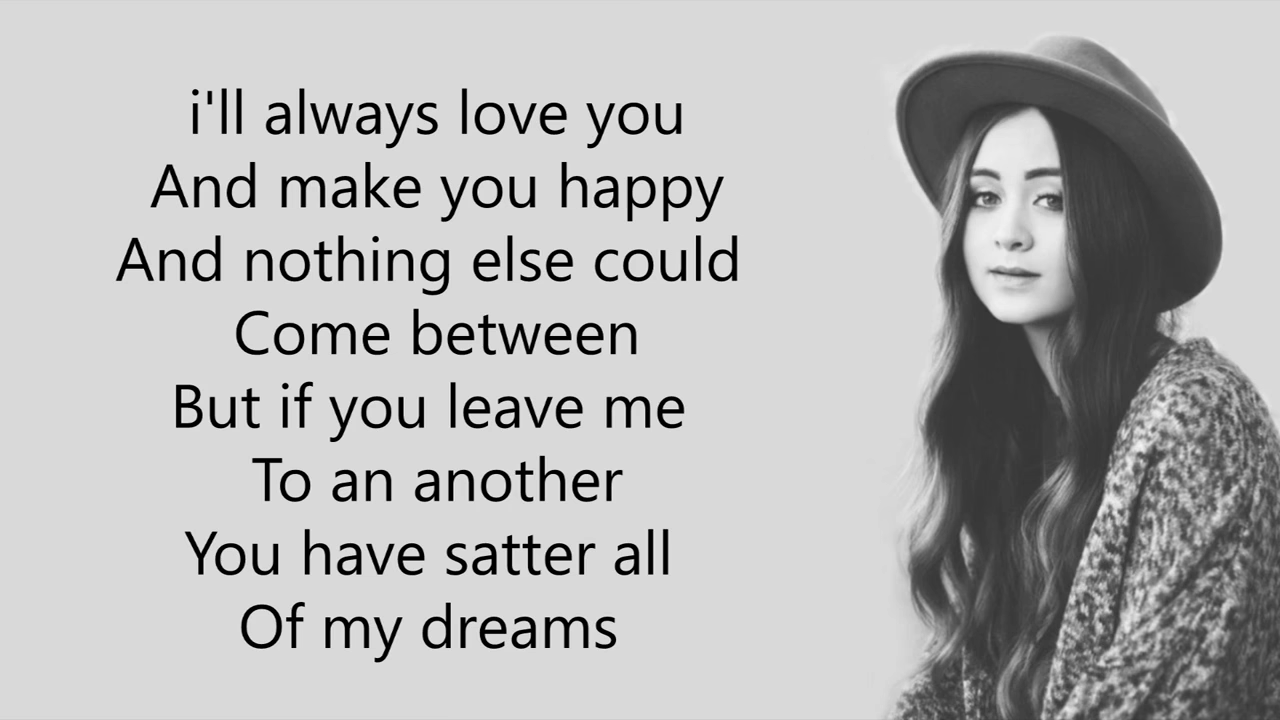 i'll always love you
And make you happy
And nothing else could
Come between
But if you leave me
To an another
You have satter all
Of my dreams